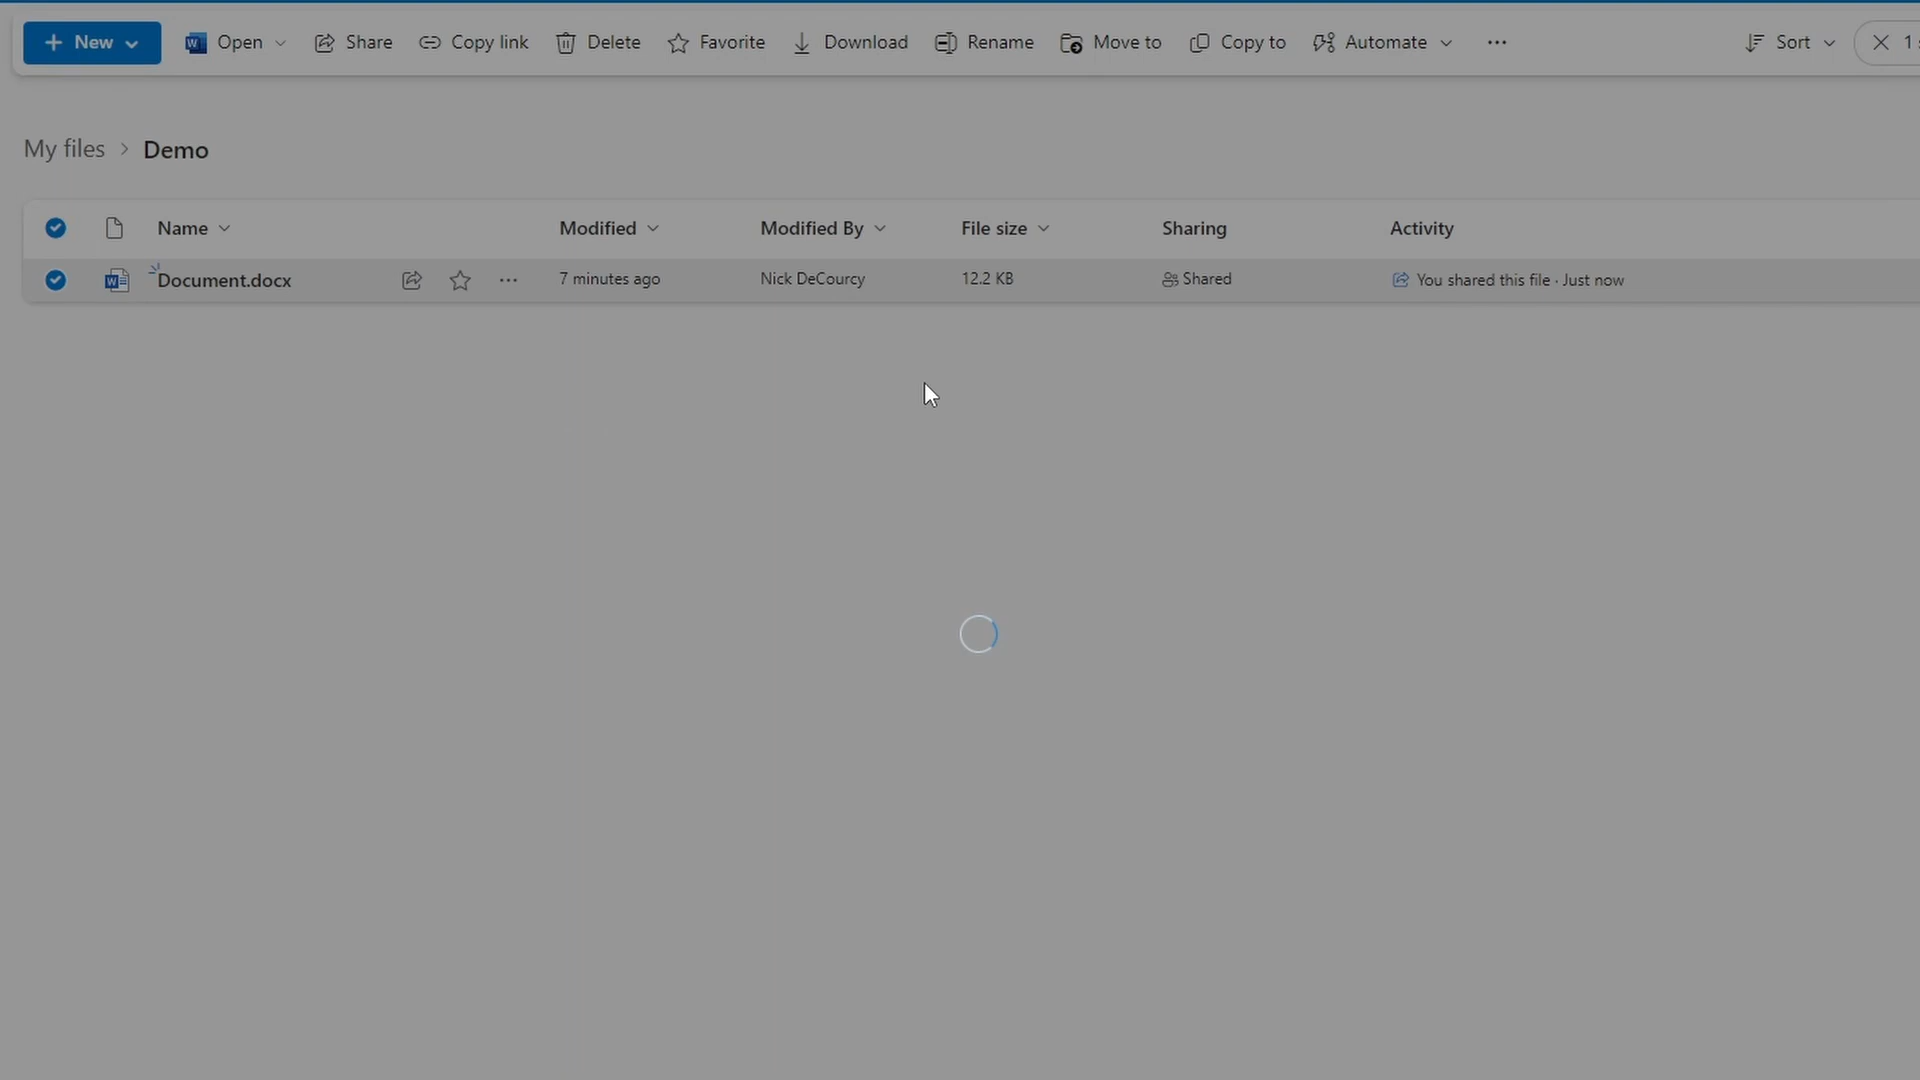 New Open Share Copy link Delete Favorite Download Rename Move to Copy to Automate ... Sort 1
My files > Demo
Name Modified Modified By File size Sharing Activity
Document.docx ... 7 minutes ago Nick DeCourcy 12.2 KB Shared You shared this file · Just now